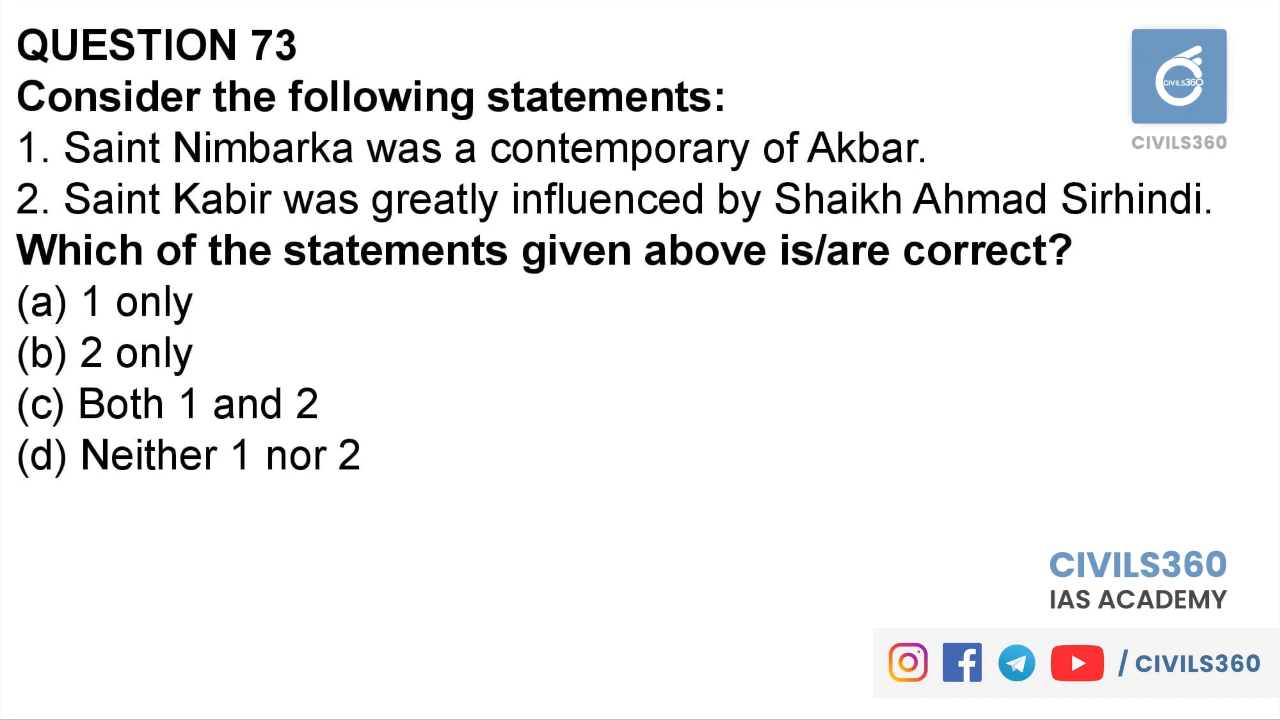 QUESTION 73
Consider the following statements:
1. Saint Nimbarka was a contemporary of Akbar.
2. Saint Kabir was greatly influenced by Shaikh Ahmad Sirhindi.
Which of the statements given above is/are correct?
(a) 1 only
(b) 2 only
(c) Both 1 and 2
(d) Neither 1 nor 2
CIVILS360
CIVILS360
CIVILS360
IAS ACADEMY
/ CIVILS360